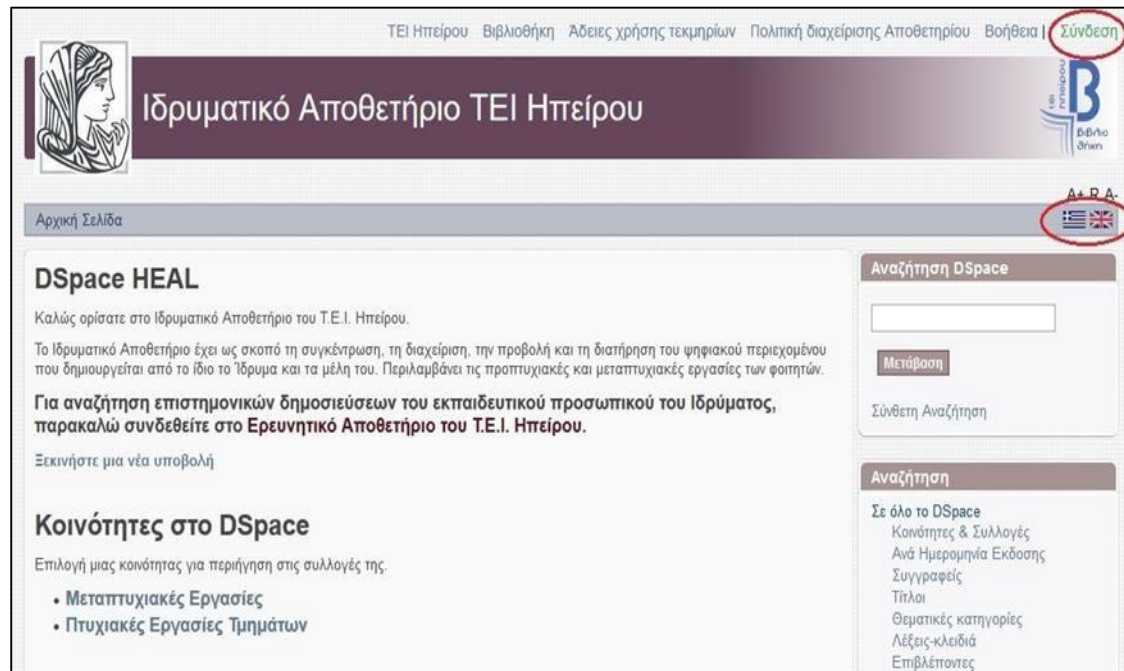 ΤΕΙ Ηπείρου Βιβλιοθήκη Άδειες χρήσης τεκμηρίων Πολιτική διαχείρισης Αποθετηρίου Βοήθεια | Σύνδεση
Ιδρυματικό Αποθετήριο ΤΕΙ Ηπείρου
τει ηπείρου
Βιβλιο
θήκη
A+ R A-
Αρχική Σελίδα
DSpace HEAL
Καλώς ορίσατε στο Ιδρυματικό Αποθετήριο του Τ.Ε.Ι. Ηπείρου.
Το Ιδρυματικό Αποθετήριο έχει ως σκοπό τη συγκέντρωση, τη διαχείριση, την προβολή και τη διατήρηση του ψηφιακού περιεχομένου
που δημιουργείται από το ίδιο το Ίδρυμα και τα μέλη του. Περιλαμβάνει τις προπτυχιακές και μεταπτυχιακές εργασίες των φοιτητών.
Για αναζήτηση επιστημονικών δημοσιεύσεων του εκπαιδευτικού προσωπικού του Ιδρύματος,
παρακαλώ συνδεθείτε στο Ερευνητικό Αποθετήριο του Τ.Ε.Ι. Ηπείρου.
Ξεκινήστε μια νέα υποβολή
Κοινότητες στο DSpace
Επιλογή μιας κοινότητας για περιήγηση στις συλλογές της.
• Μεταπτυχιακές Εργασίες
• Πτυχιακές Εργασίες Τμημάτων
Αναζήτηση DSpace
Μετάβαση
Σύνθετη Αναζήτηση
Αναζήτηση
Σε όλο το DSpace
Κοινότητες & Συλλογές
Ανά Ημερομηνία Εκδοσης
Συγγραφείς
Τίτλοι
Θεματικές κατηγορίες
Λέξεις-κλειδιά
Επιβλέποντες